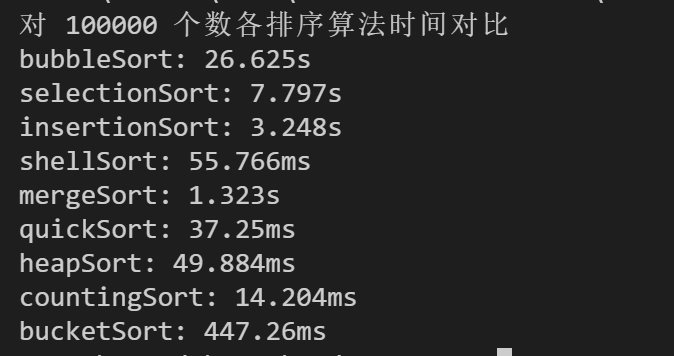 对 100000 个数各排序算法时间对比
bubbleSort: 26.625s
selectionSort: 7.797s
insertionSort: 3.248s
shellSort: 55.766ms
mergeSort: 1.323s
quickSort: 37.25ms
heapSort: 49.884ms
countingSort: 14.204ms
bucketSort: 447.26ms